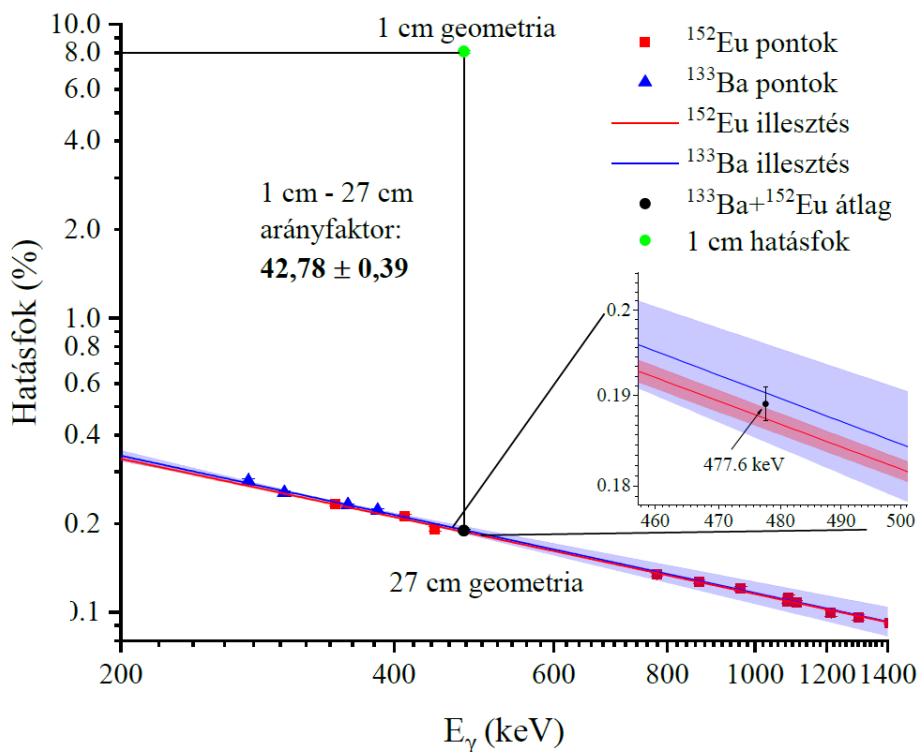 10.0
8.0
6.0
4.0
2.0
1.0
0.8
0.6
0.4
0.2
0.1
Hatásfok (%)
1 cm geometria
¹⁵²Eu pontok
¹³³Ba pontok
¹⁵²Eu illesztés
¹³³Ba illesztés
¹³³Ba+¹⁵²Eu átlag
1 cm hatásfok
1 cm - 27 cm
arányfaktor:
42,78 ± 0,39
0.2
0.19
0.18
477.6 keV
460 470 480 490 500
27 cm geometria
200 400 600 800 1000 1200 1400
Eᵧ (keV)